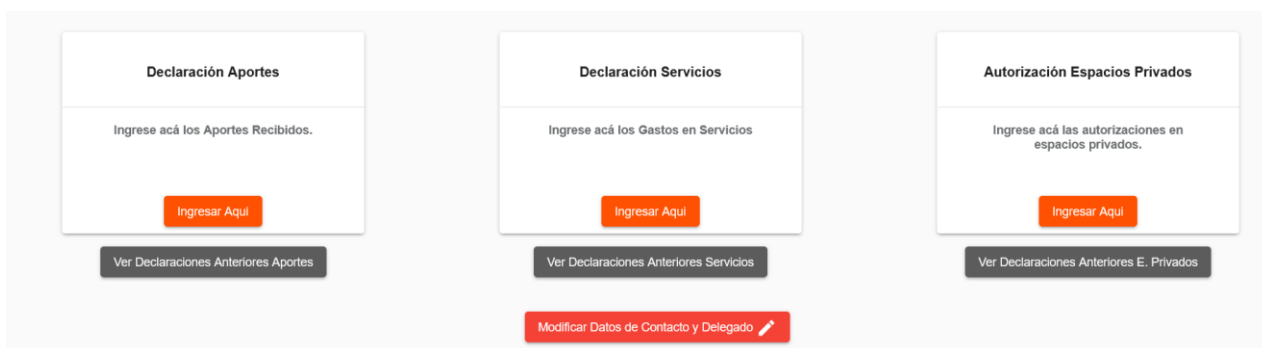 Declaración Aportes
Ingrese acá los Aportes Recibidos.
Ingresar Aqui
Ver Declaraciones Anteriores Aportes
Declaración Servicios
Ingrese acá los Gastos en Servicios
Ingresar Aqui
Ver Declaraciones Anteriores Servicios
Autorización Espacios Privados
Ingrese acá las autorizaciones en
espacios privados.
Ingresar Aqui
Ver Declaraciones Anteriores E. Privados
Modificar Datos de Contacto y Delegado